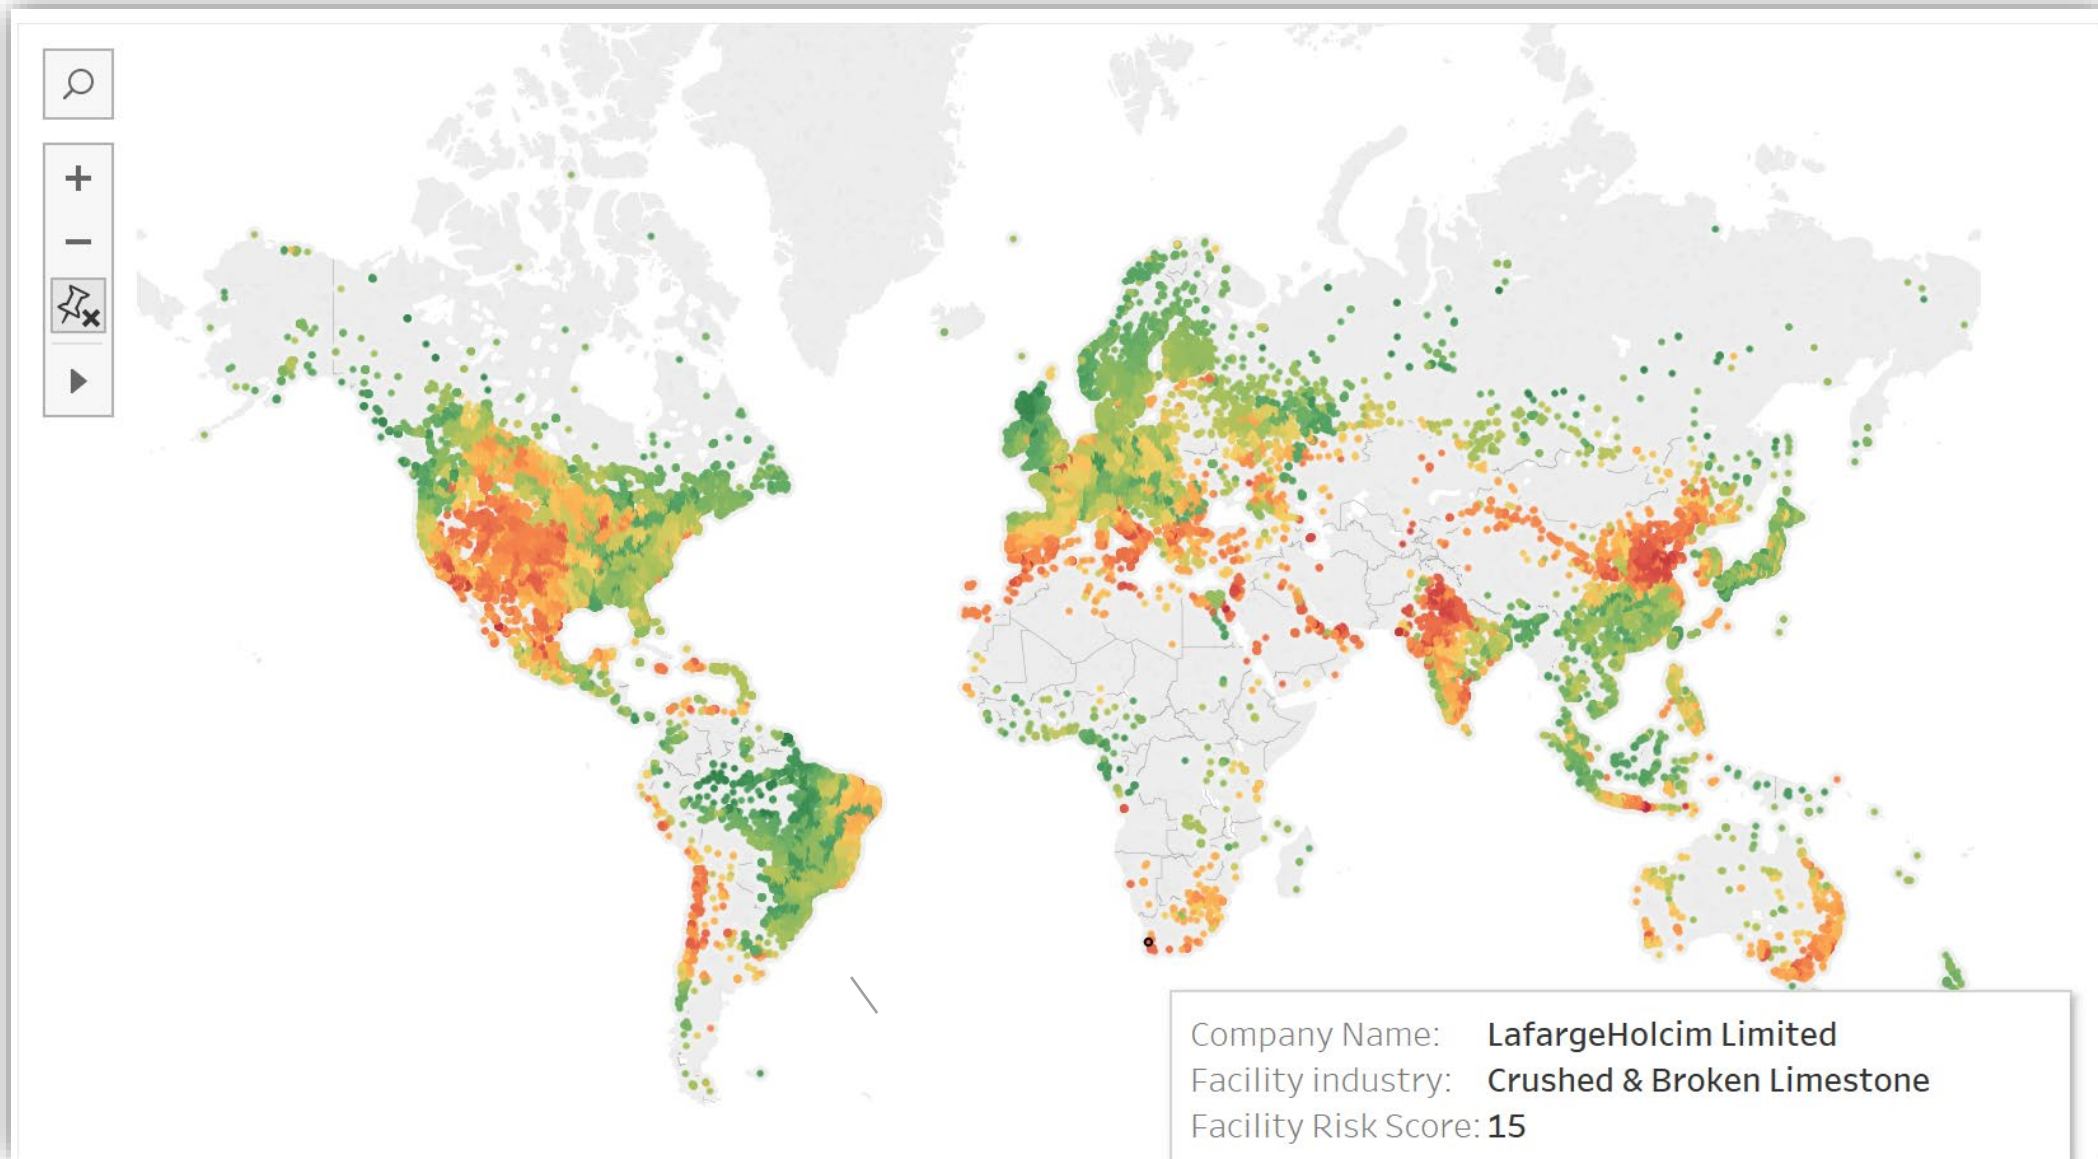 Company Name: LafargeHolcim Limited
Facility industry: Crushed & Broken Limestone
Facility Risk Score: 15